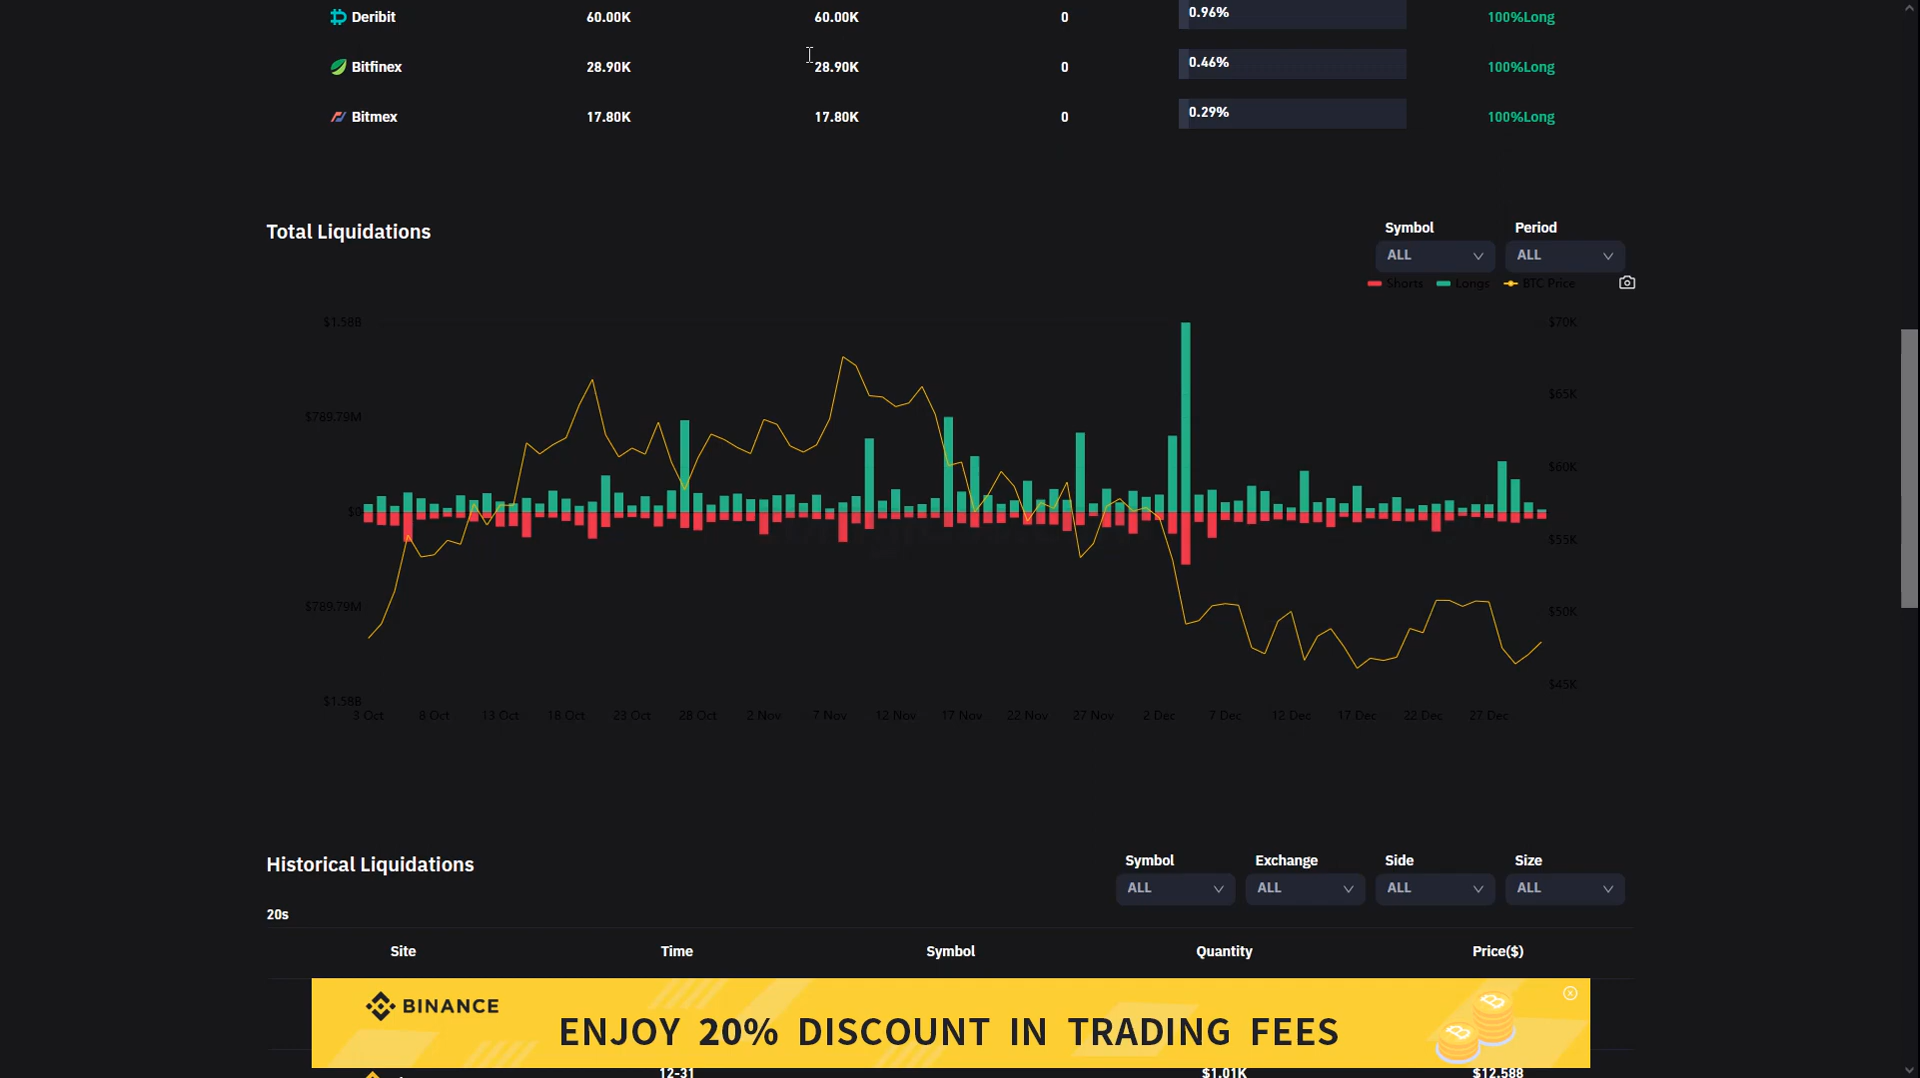 Deribit 60.00K 60.00K 0 0.96% 100%Long
Bitfinex 28.90K 28.90K 0 0.46% 100%Long
Bitmex 17.80K 17.80K 0 0.29% 100%Long
Total Liquidations
Symbol Period
ALL ALL
Shorts Longs BTC Price
$1.58B $70K
$65K
$789.79M
$60K
$0
$55K
$789.79M
$50K
$45K
$1.58B
3 Oct 8 Oct 13 Oct 18 Oct 23 Oct 28 Oct 2 Nov 7 Nov 12 Nov 17 Nov 22 Nov 27 Nov 2 Dec 7 Dec 12 Dec 17 Dec 22 Dec 27 Dec
Historical Liquidations
Symbol Exchange Side Size
ALL ALL ALL ALL
20s
Site Time Symbol Quantity Price($)
BINANCE
ENJOY 20% DISCOUNT IN TRADING FEES
12-31 $1.01K $12.588